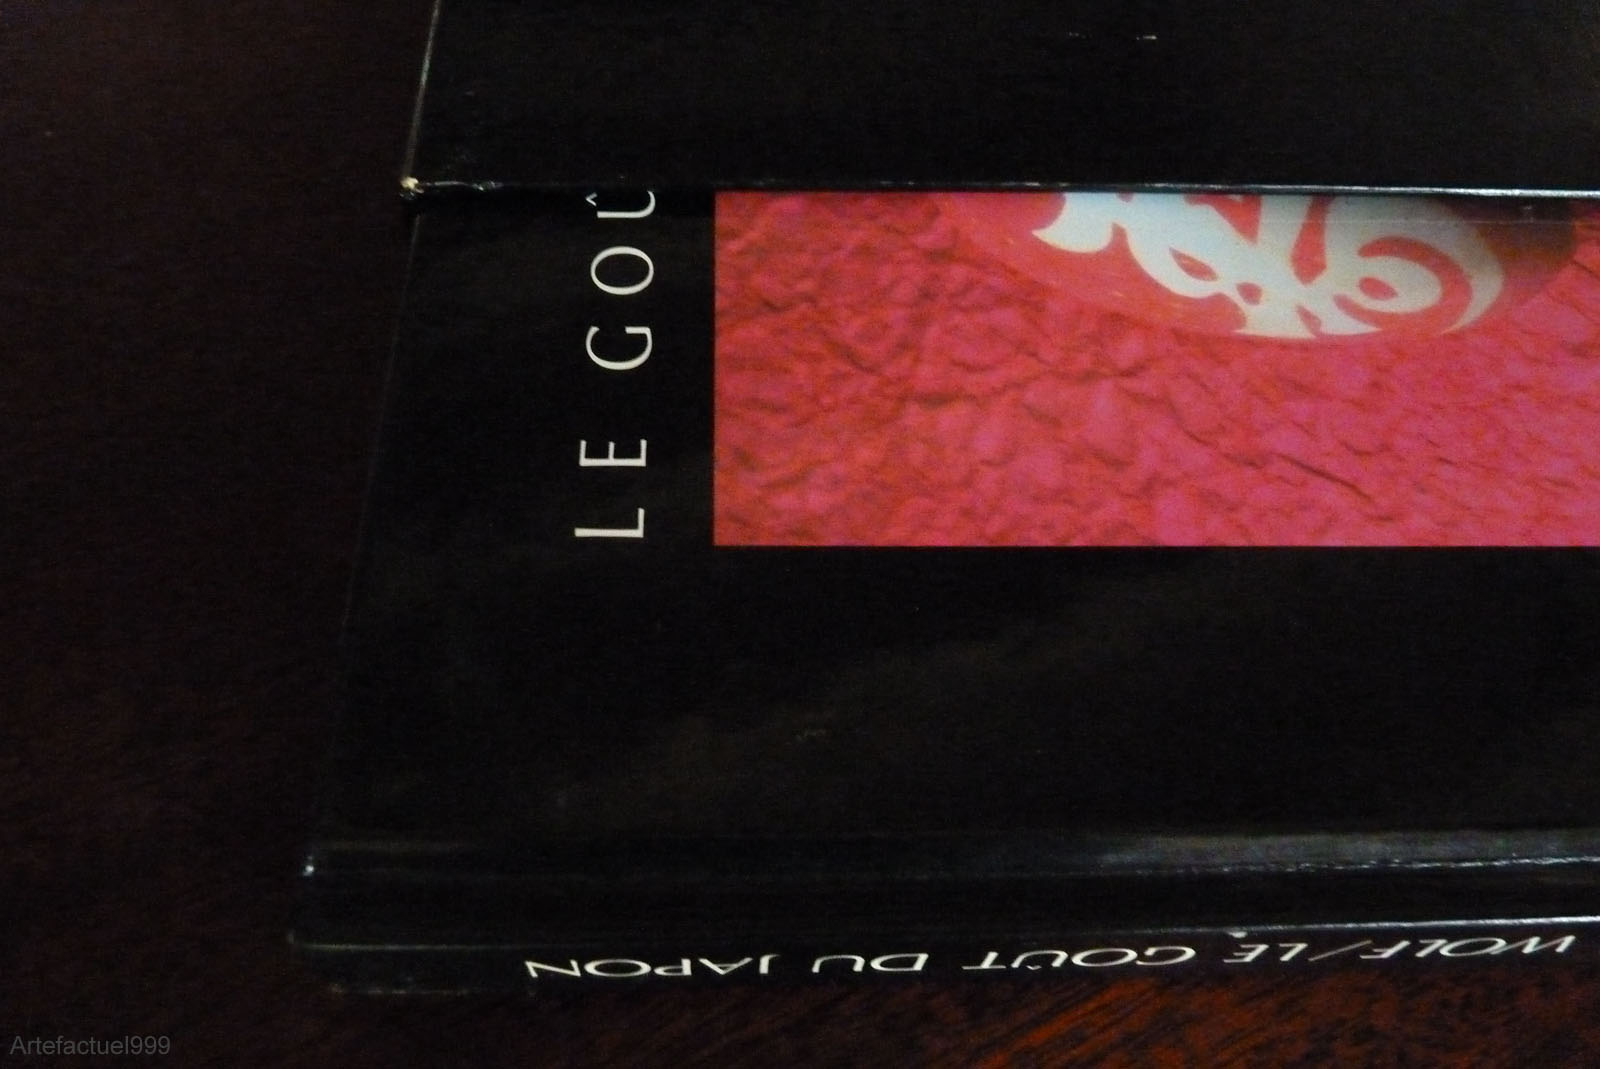 LE GOÛ
WOLF/LE GOÛT DU JAPON
Artefactuel999